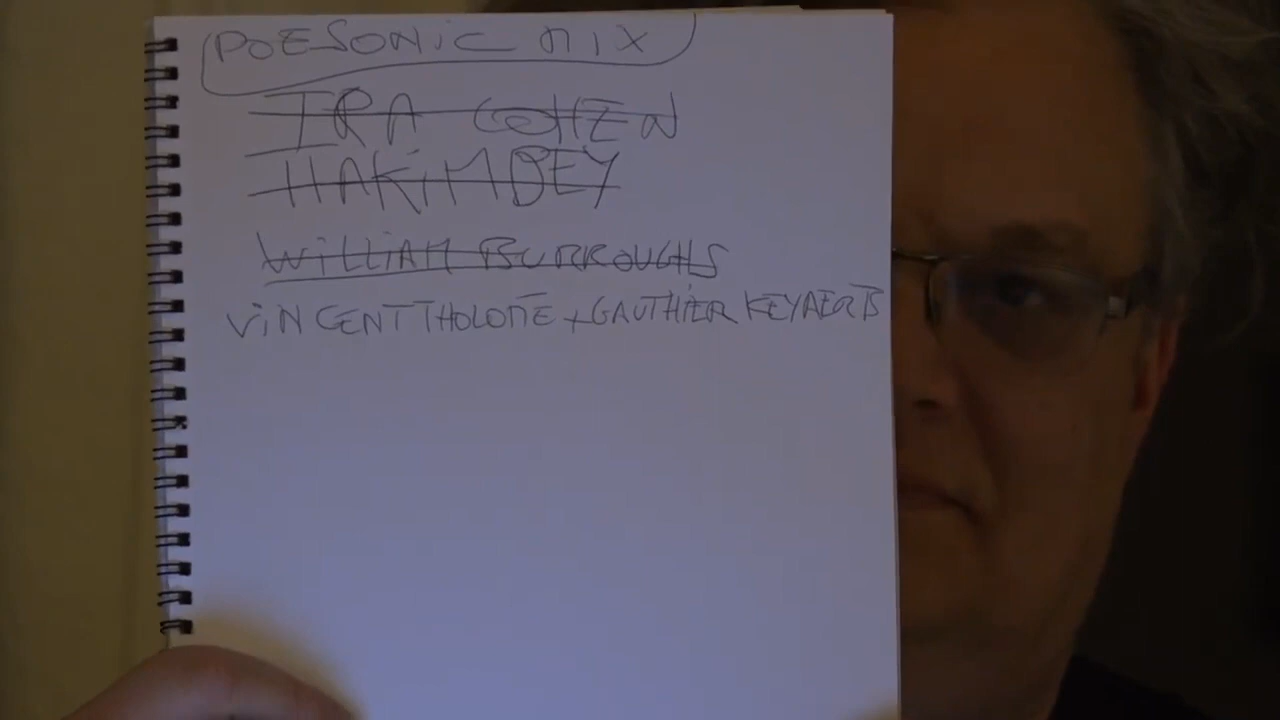 POESONIC MIX
IRA COHEN
HAKIM BEY
WILLIAM BURROUGHS
VINCENT THOLOMÉ + GAUTHIER KEYAERTS